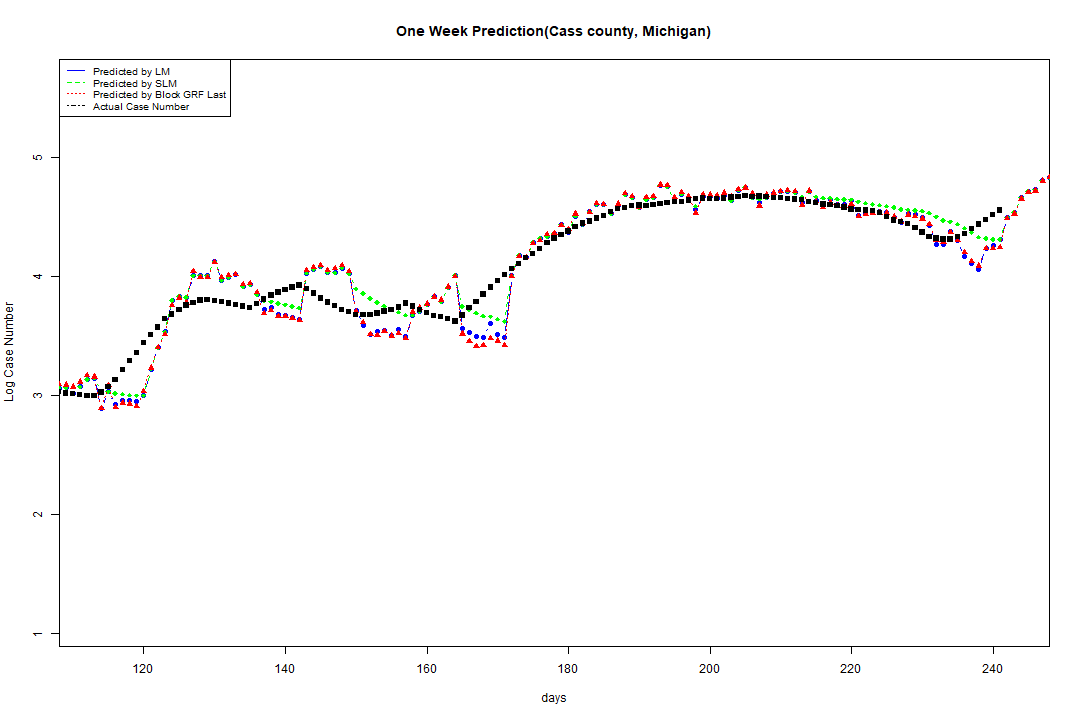 One Week Prediction(Cass county, Michigan)
Predicted by LM
Predicted by SLM
Predicted by Block GRF Last
Actual Case Number
Log Case Number
5
4
3
2
1
120 140 160 180 200 220 240
days